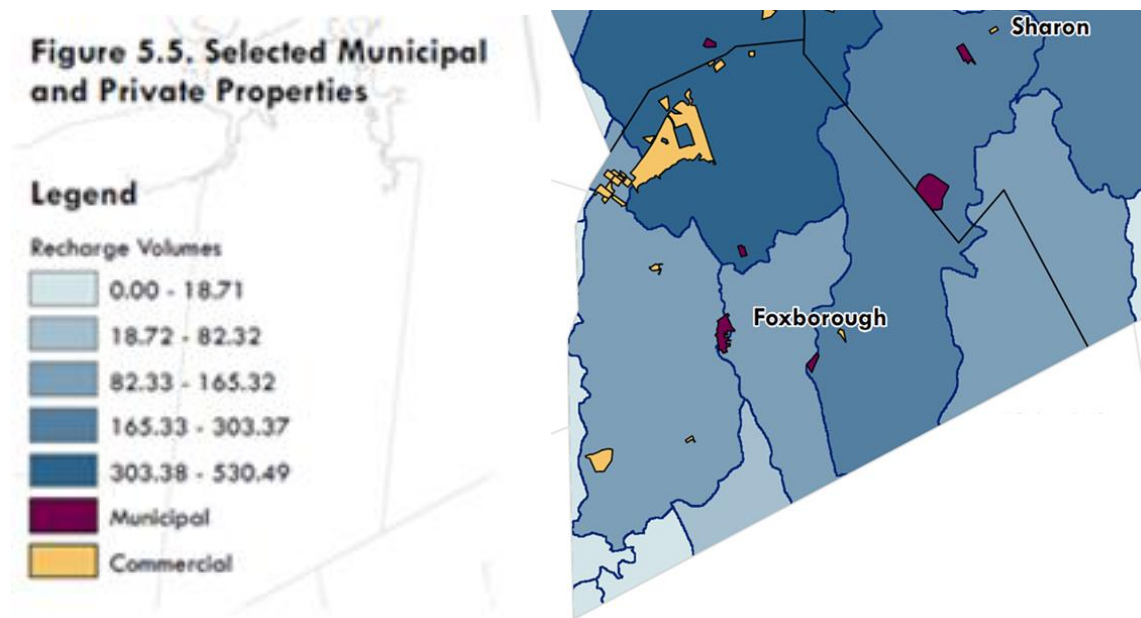 Figure 5.5. Selected Municipal
and Private Properties
Legend
Recharge Volumes
0.00 - 18.71
18.72 - 82.32
82.33 - 165.32
165.33 - 303.37
303.38 - 530.49
Municipal
Commercial
Sharon
Foxborough